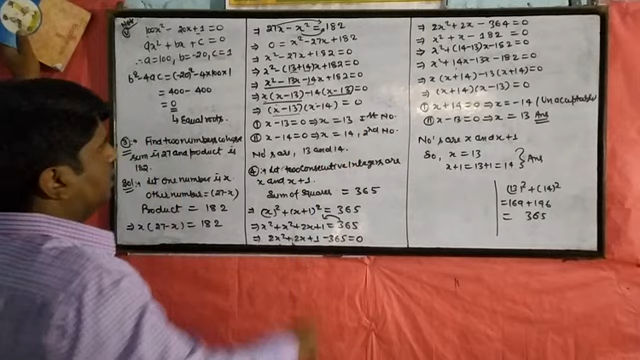 100x² - 20x + 1 = 0
ax² + bx + c = 0
∴ a = 100, b = -20, c = 1
b² - 4ac = (-20)² - 4×100×1
= 400 - 400
= 0
Equal roots.
③ Find two numbers whose
sum is 27 and product is
182.
Sol: Let one number is x
other number = (27-x)
Product = 182
⇒ x(27-x) = 182
⇒ 27x - x² = 182
⇒ 0 = x² - 27x + 182
⇒ x² - 27x + 182 = 0
⇒ x² - (13+14)x + 182 = 0
⇒ x² - 13x - 14x + 182 = 0
⇒ x(x-13) - 14(x-13) = 0
⇒ (x-13)(x-14) = 0
Ⓘ x - 13 = 0 ⇒ x = 13 1st No.
Ⓘ x - 14 = 0 ⇒ x = 14, 2nd No.
No's are, 13 and 14.
④ Let two consecutive Integers are
x and x+1.
Sum of squares = 365
⇒ (x)² + (x+1)² = 365
⇒ x² + x² + 2x + 1 = 365
⇒ 2x² + 2x + 1 - 365 = 0
⇒ 2x² + 2x - 364 = 0
⇒ x² + x - 182 = 0
⇒ x² + (14-13)x - 182 = 0
⇒ x² + 14x - 13x - 182 = 0
⇒ x(x+14) - 13(x+14) = 0
⇒ (x+14)(x-13) = 0
Ⓘ x + 14 = 0 ⇒ x = -14 (Unacceptable)
Ⓘ x - 13 = 0 ⇒ x = 13 Ans
No's are x and x+1
So, x = 13
x+1 = 13+1 = 14 } Ans
(13)² + (14)²
= 169 + 196
= 365